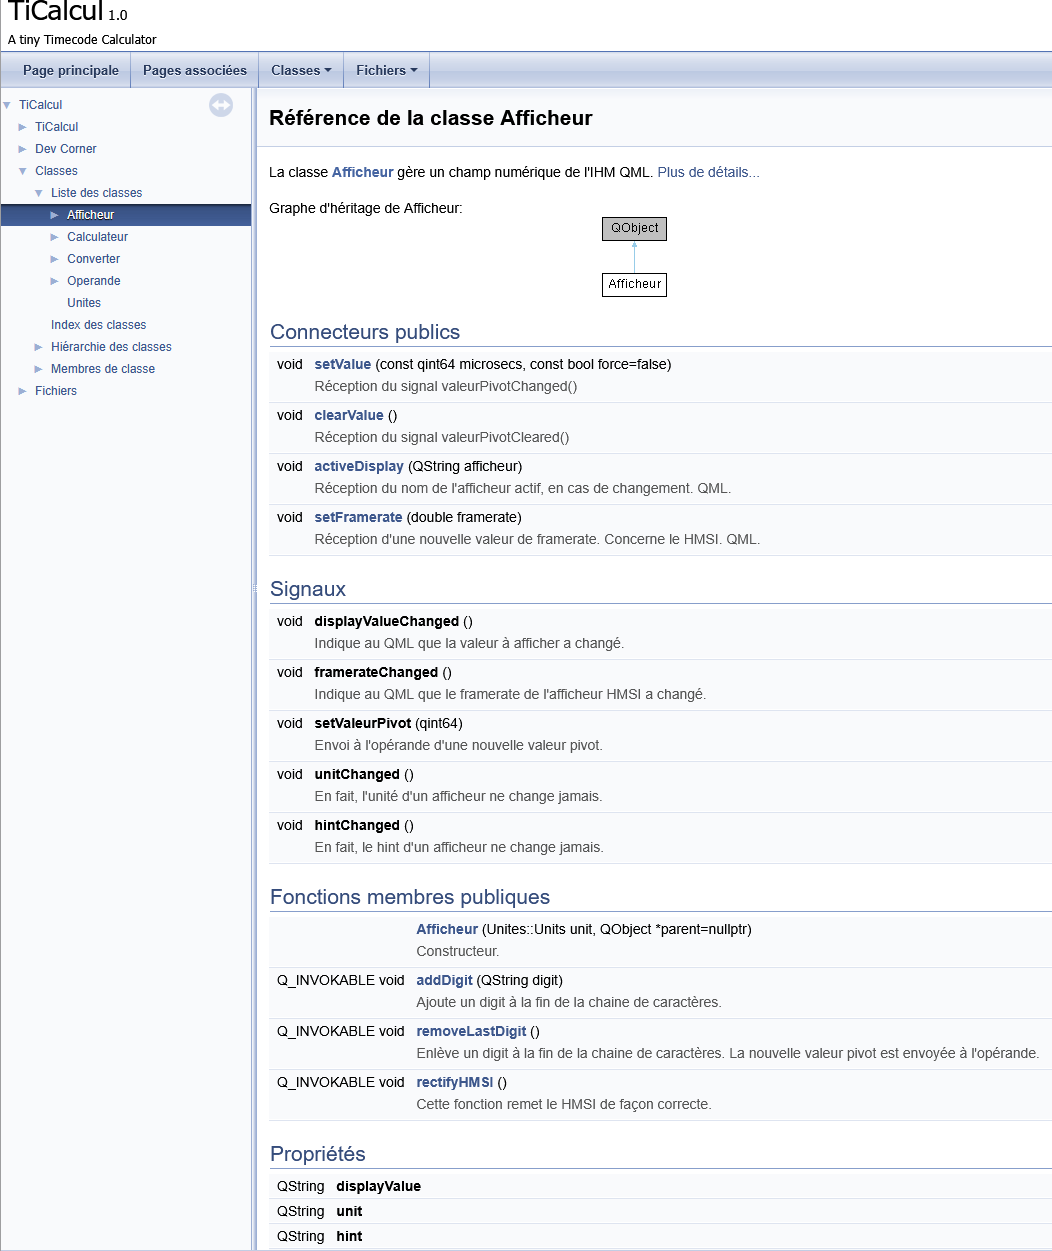 TiCalcul 1.0
A tiny Timecode Calculator
Page principale Pages associées Classes Fichiers
TiCalcul
TiCalcul
Dev Corner
Classes
Liste des classes
Afficheur
Calculateur
Converter
Operande
Unites
Index des classes
Hiérarchie des classes
Membres de classe
Fichiers
Référence de la classe Afficheur
La classe Afficheur gère un champ numérique de l'IHM QML. Plus de détails...
Graphe d'héritage de Afficheur:
QObject
Afficheur
Connecteurs publics
void setValue (const qint64 microsecs, const bool force=false)
Réception du signal valeurPivotChanged()
void clearValue ()
Réception du signal valeurPivotCleared()
void activeDisplay (QString afficheur)
Réception du nom de l'afficheur actif, en cas de changement. QML.
void setFramerate (double framerate)
Réception d'une nouvelle valeur de framerate. Concerne le HMSI. QML.
Signaux
void displayValueChanged ()
Indique au QML que la valeur à afficher a changé.
void framerateChanged ()
Indique au QML que le framerate de l'afficheur HMSI a changé.
void setValeurPivot (qint64)
Envoi à l'opérande d'une nouvelle valeur pivot.
void unitChanged ()
En fait, l'unité d'un afficheur ne change jamais.
void hintChanged ()
En fait, le hint d'un afficheur ne change jamais.
Fonctions membres publiques
Afficheur (Unites::Units unit, QObject *parent=nullptr)
Constructeur.
Q_INVOKABLE void addDigit (QString digit)
Ajoute un digit à la fin de la chaine de caractères.
Q_INVOKABLE void removeLastDigit ()
Enlève un digit à la fin de la chaine de caractères. La nouvelle valeur pivot est envoyée à l'opérande.
Q_INVOKABLE void rectifyHMSI ()
Cette fonction remet le HMSI de façon correcte.
Propriétés
QString displayValue
QString unit
QString hint